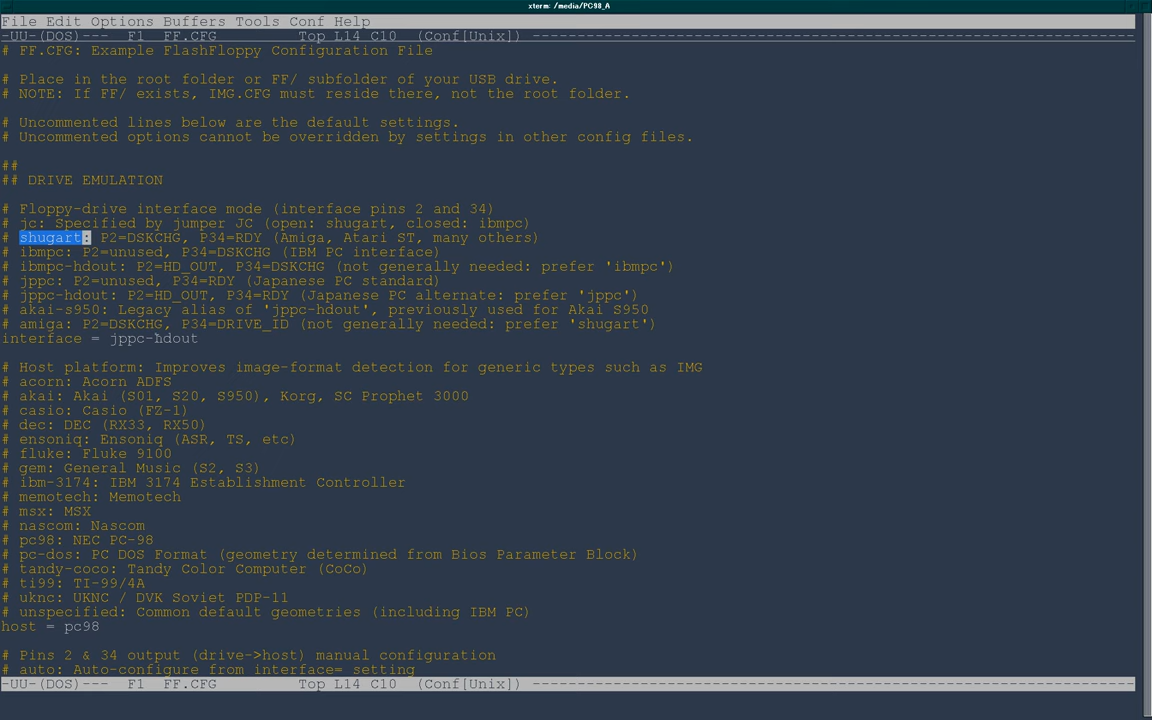 xterm: /media/PC98_A
File Edit Options Buffers Tools Conf Help
-UU-(DOS)---  F1  FF.CFG         Top L14 C10  (Conf[Unix]) -------------------------------------------------------------------
# FF.CFG: Example FlashFloppy Configuration File
# Place in the root folder or FF/ subfolder of your USB drive.
# NOTE: If FF/ exists, IMG.CFG must reside there, not the root folder.
# Uncommented lines below are the default settings.
# Uncommented options cannot be overridden by settings in other config files.
##
## DRIVE EMULATION
# Floppy-drive interface mode (interface pins 2 and 34)
# jc: Specified by jumper JC (open: shugart, closed: ibmpc)
# shugart: P2=DSKCHG, P34=RDY (Amiga, Atari ST, many others)
# ibmpc: P2=unused, P34=DSKCHG (IBM PC interface)
# ibmpc-hdout: P2=HD_OUT, P34=DSKCHG (not generally needed: prefer 'ibmpc')
# jppc: P2=unused, P34=RDY (Japanese PC standard)
# jppc-hdout: P2=HD_OUT, P34=RDY (Japanese PC alternate: prefer 'jppc')
# akai-s950: Legacy alias of 'jppc-hdout', previously used for Akai S950
# amiga: P2=DSKCHG, P34=DRIVE_ID (not generally needed: prefer 'shugart')
interface = jppc-hdout
# Host platform: Improves image-format detection for generic types such as IMG
# acorn: Acorn ADFS
# akai: Akai (S01, S20, S950), Korg, SC Prophet 3000
# casio: Casio (FZ-1)
# dec: DEC (RX33, RX50)
# ensoniq: Ensoniq (ASR, TS, etc)
# fluke: Fluke 9100
# gem: General Music (S2, S3)
# ibm-3174: IBM 3174 Establishment Controller
# memotech: Memotech
# msx: MSX
# nascom: Nascom
# pc98: NEC PC-98
# pc-dos: PC DOS Format (geometry determined from Bios Parameter Block)
# tandy-coco: Tandy Color Computer (CoCo)
# ti99: TI-99/4A
# uknc: UKNC / DVK Soviet PDP-11
# unspecified: Common default geometries (including IBM PC)
host = pc98
# Pins 2 & 34 output (drive->host) manual configuration
# auto: Auto-configure from interface= setting
-UU-(DOS)---  F1  FF.CFG         Top L14 C10  (Conf[Unix]) -------------------------------------------------------------------